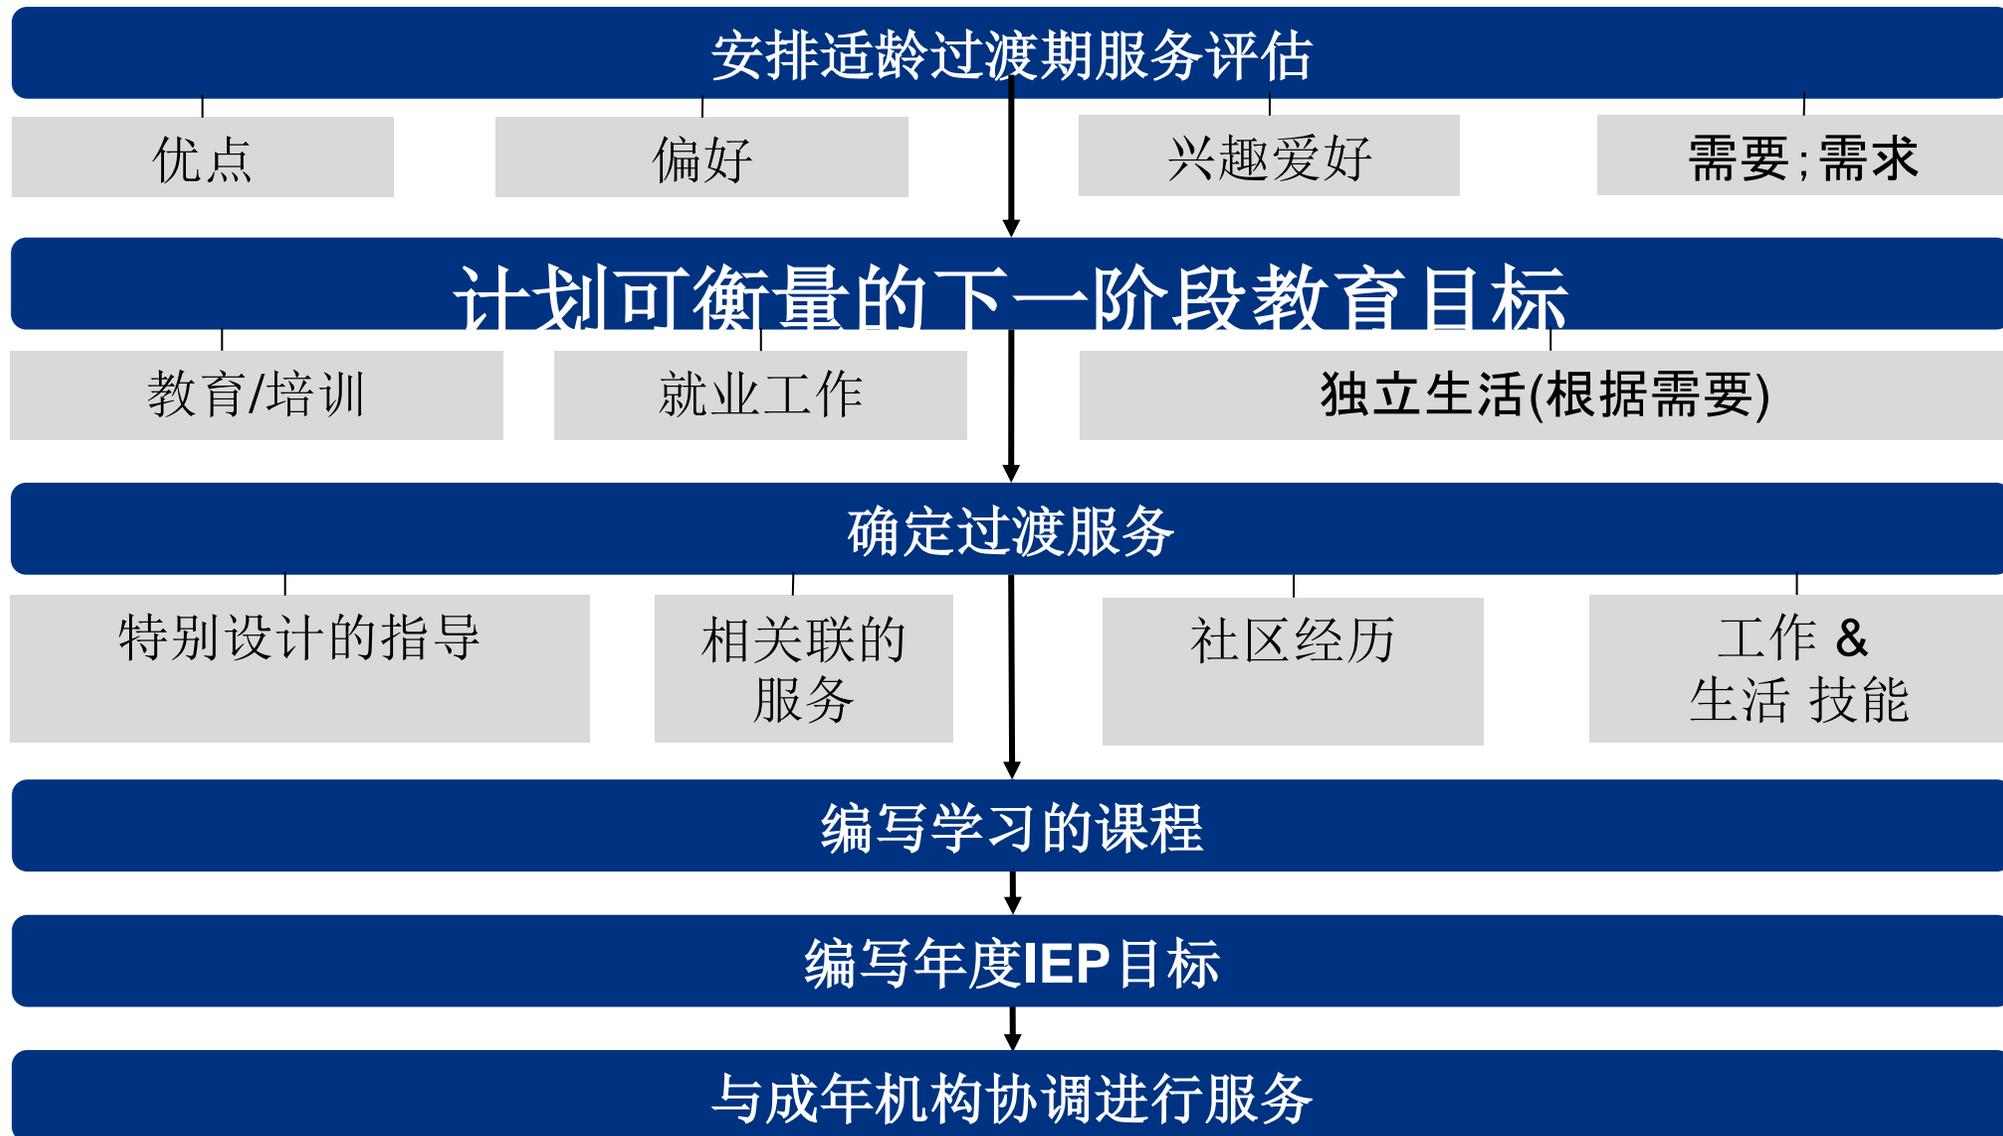 安排适龄过渡期服务评估
优点
偏好
兴趣爱好
需要;需求
计划可衡量的下一阶段教育目标
教育/培训
就业工作
独立生活(根据需要)
确定过渡服务
特别设计的指导
相关联的
服务
社区经历
工作 &
生活 技能
编写学习的课程
编写年度IEP目标
与成年机构协调进行服务